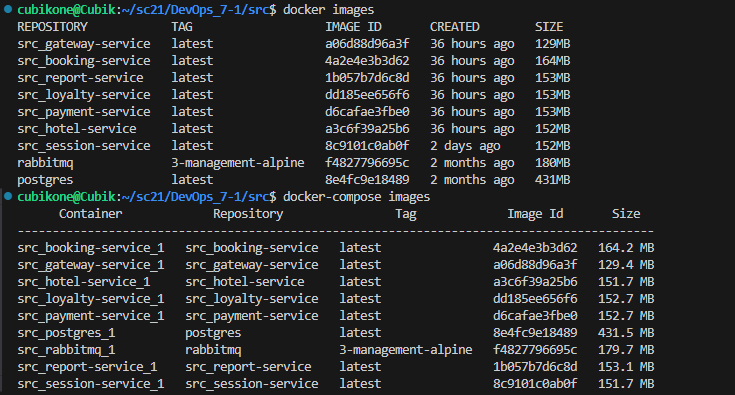 cubikone@Cubik:~/sc21/DevOps_7-1/src$ docker images
REPOSITORY TAG IMAGE ID CREATED SIZE
src_gateway-service latest a06d88d96a3f 36 hours ago 129MB
src_booking-service latest 4a2e4e3b3d62 36 hours ago 164MB
src_report-service latest 1b057b7d6c8d 36 hours ago 153MB
src_loyalty-service latest dd185ee656f6 36 hours ago 153MB
src_payment-service latest d6cafae3fbe0 36 hours ago 153MB
src_hotel-service latest a3c6f39a25b6 36 hours ago 152MB
src_session-service latest 8c9101c0ab0f 2 days ago 152MB
rabbitmq 3-management-alpine f4827796695c 2 months ago 180MB
postgres latest 8e4fc9e18489 2 months ago 431MB
cubikone@Cubik:~/sc21/DevOps_7-1/src$ docker-compose images
Container Repository Tag Image Id Size
-------------------------------------------------------------------------------------
src_booking-service_1 src_booking-service latest 4a2e4e3b3d62 164.2 MB
src_gateway-service_1 src_gateway-service latest a06d88d96a3f 129.4 MB
src_hotel-service_1 src_hotel-service latest a3c6f39a25b6 151.7 MB
src_loyalty-service_1 src_loyalty-service latest dd185ee656f6 152.7 MB
src_payment-service_1 src_payment-service latest d6cafae3fbe0 152.7 MB
src_postgres_1 postgres latest 8e4fc9e18489 431.5 MB
src_rabbitmq_1 rabbitmq 3-management-alpine f4827796695c 179.7 MB
src_report-service_1 src_report-service latest 1b057b7d6c8d 153.1 MB
src_session-service_1 src_session-service latest 8c9101c0ab0f 151.7 MB